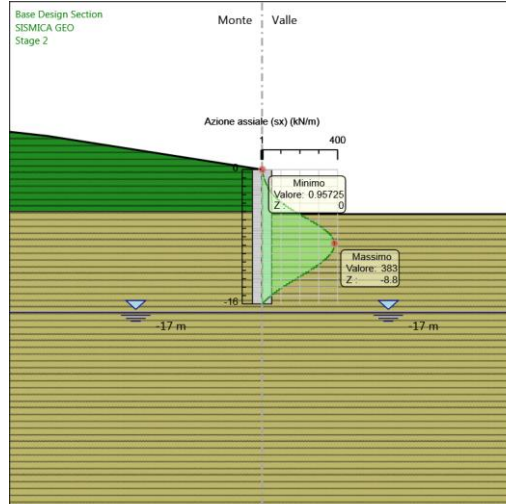 Base Design Section
SISMICA GEO
Stage 2
Monte
Valle
Azione assiale (sx) (kN/m)
1
400
0
Minimo
Valore: 0.95725
Z : 0
Massimo
Valore: 383
Z : -8.8
-16
-17 m
-17 m